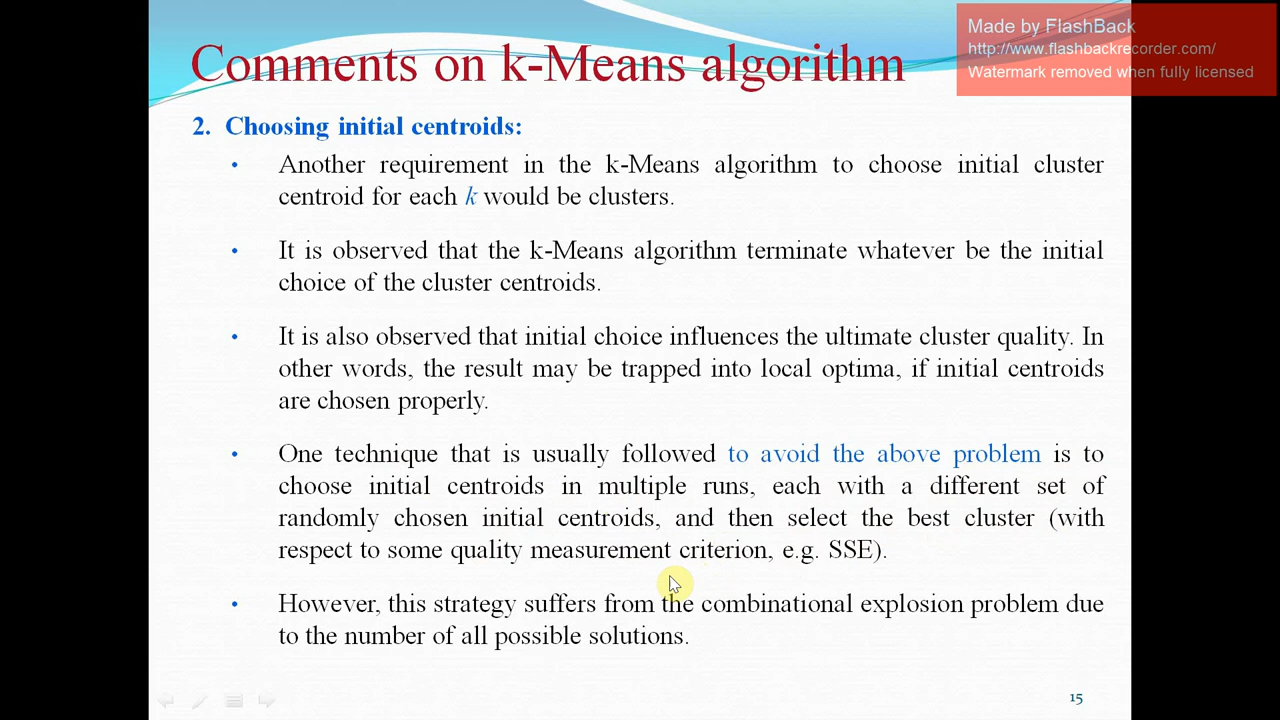 Comments on k-Means algorithm
Made by FlashBack
http://www.flashbackrecorder.com/
Watermark removed when fully licensed
2. Choosing initial centroids:
• Another requirement in the k-Means algorithm to choose initial cluster
centroid for each k would be clusters.
• It is observed that the k-Means algorithm terminate whatever be the initial
choice of the cluster centroids.
• It is also observed that initial choice influences the ultimate cluster quality. In
other words, the result may be trapped into local optima, if initial centroids
are chosen properly.
• One technique that is usually followed to avoid the above problem is to
choose initial centroids in multiple runs, each with a different set of
randomly chosen initial centroids, and then select the best cluster (with
respect to some quality measurement criterion, e.g. SSE).
• However, this strategy suffers from the combinational explosion problem due
to the number of all possible solutions.
15